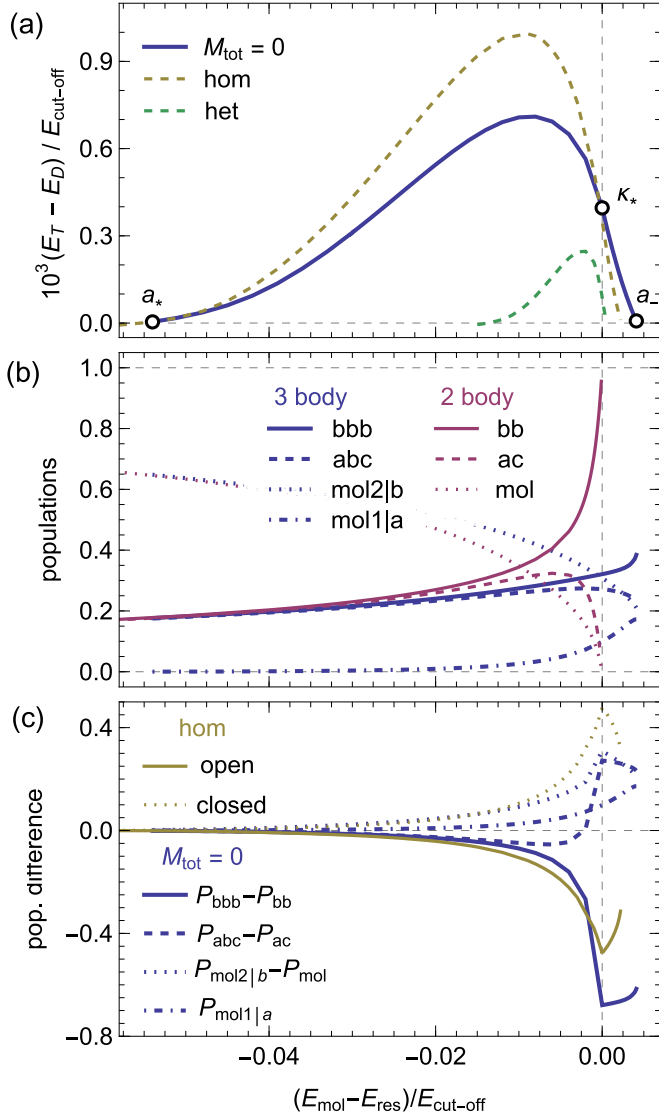 (a)
10³(E_T − E_D) / E_cut−off
0.9
0.6
0.3
0.0
M_tot = 0
hom
het
a_*
κ_*
a_
(b)
populations
1.0
0.8
0.6
0.4
0.2
0.0
3 body
bbb
abc
mol2|b
mol1|a
2 body
bb
ac
mol
(c)
pop. difference
0.4
0.0
−0.4
−0.8
hom
open
closed
M_tot = 0
P_bbb−P_bb
P_abc−P_ac
P_mol2|b−P_mol
P_mol1|a
−0.04
−0.02
0.00
(E_mol−E_res)/E_cut−off